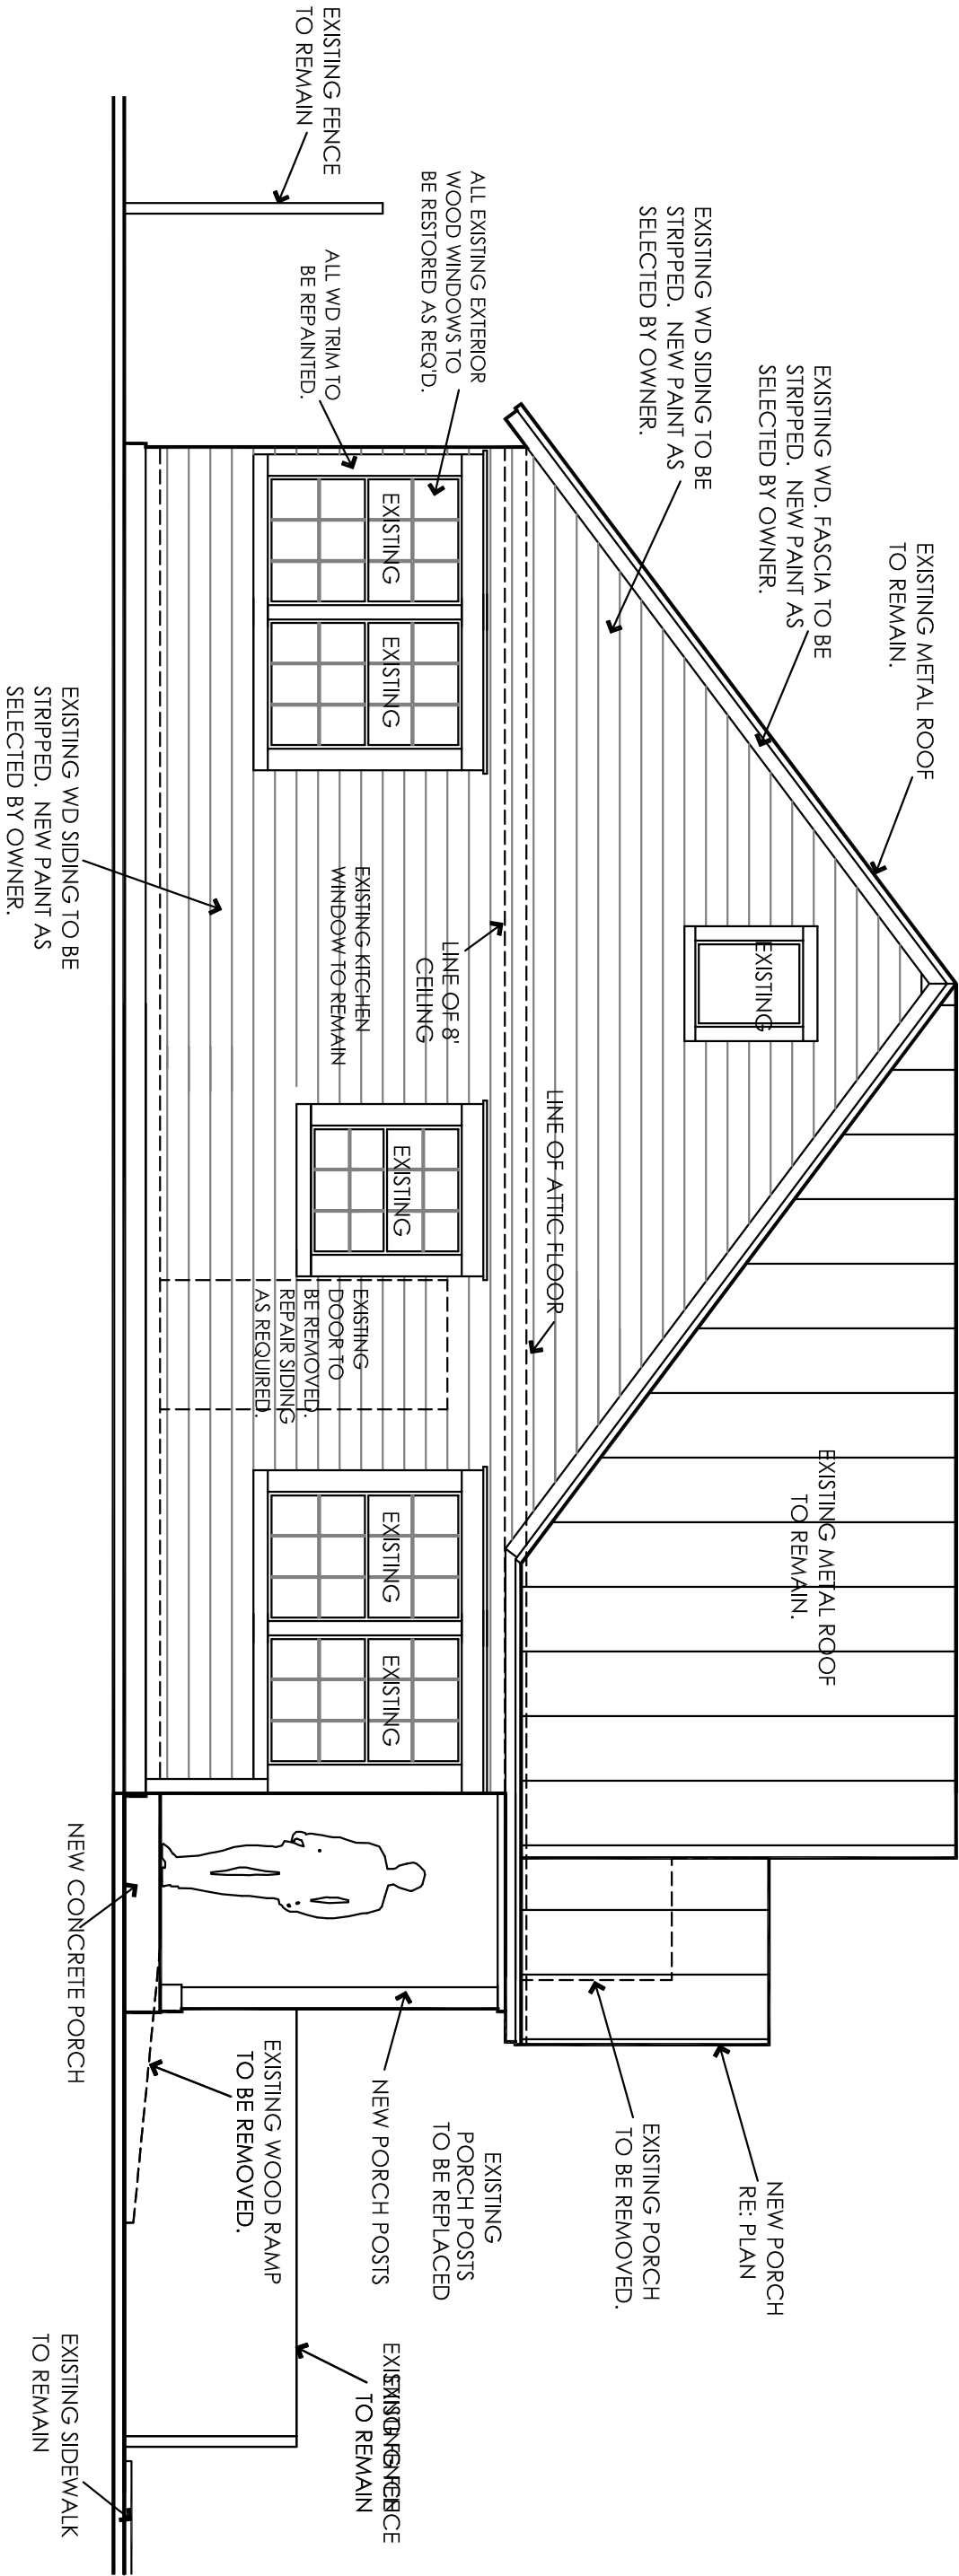 EXISTING FENCE
TO REMAIN
ALL EXISTING EXTERIOR
WOOD WINDOWS TO
BE RESTORED AS REQ'D.
ALL WD TRIM TO
BE REPAINTED.
EXISTING WD SIDING TO BE
STRIPPED. NEW PAINT AS
SELECTED BY OWNER.
EXISTING WD. FASCIA TO BE
STRIPPED. NEW PAINT AS
SELECTED BY OWNER.
EXISTING METAL ROOF
TO REMAIN.
EXISTING
EXISTING
EXISTING
EXISTING WD SIDING TO BE
STRIPPED. NEW PAINT AS
SELECTED BY OWNER.
EXISTING KITCHEN
WINDOW TO REMAIN
LINE OF 8'
CEILING
LINE OF ATTIC FLOOR
EXISTING
EXISTING
DOOR TO
BE REMOVED.
REPAIR SIDING
AS REQUIRED.
EXISTING METAL ROOF
TO REMAIN.
EXISTING
EXISTING
NEW CONCRETE PORCH
EXISTING WOOD RAMP
TO BE REMOVED.
NEW PORCH POSTS
EXISTING
PORCH POSTS
TO BE REPLACED
EXISTING PORCH
TO BE REMOVED.
NEW PORCH
RE: PLAN
EXISTING FENCE
TO REMAIN
EXISTING SIDEWALK
TO REMAIN